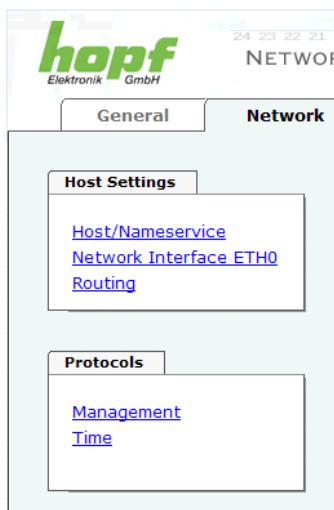 hopf
Elektronik GmbH
24 23 22 21
General
Network
Host Settings
Host/Nameservice
Network Interface ETH0
Routing
Protocols
Management
Time